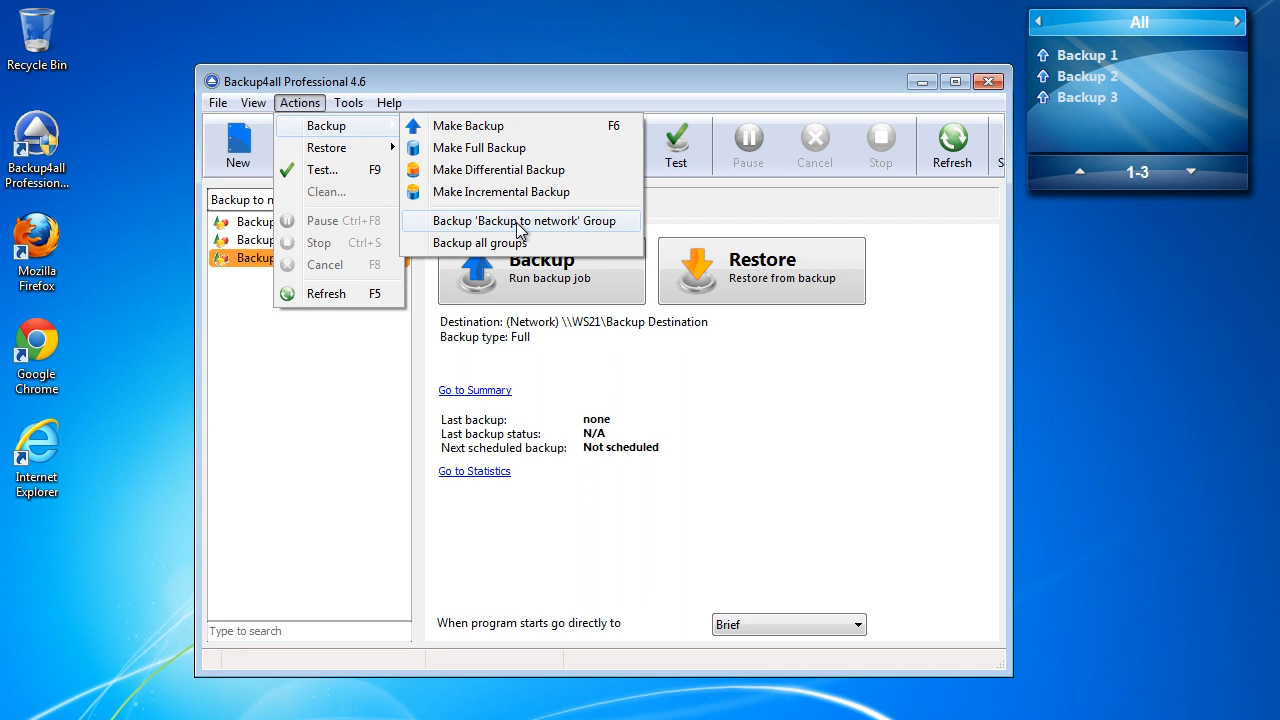 Recycle Bin
Backup4all
Profession...
Mozilla
Firefox
Google
Chrome
Internet
Explorer
All
Backup 1
Backup 2
Backup 3
1-3
Backup4all Professional 4.6
File View Actions Tools Help
New
Test
Pause
Cancel
Stop
Refresh
Backup
Restore
Test... F9
Clean...
Pause Ctrl+F8
Stop Ctrl+S
Cancel F8
Refresh F5
Make Backup F6
Make Full Backup
Make Differential Backup
Make Incremental Backup
Backup 'Backup to network' Group
Backup all groups
Backup to n
Backup
Backup
Backup
Backup
Run backup job
Restore
Restore from backup
Destination: (Network) \\WS21\Backup Destination
Backup type: Full
Go to Summary
Last backup: none
Last backup status: N/A
Next scheduled backup: Not scheduled
Go to Statistics
When program starts go directly to Brief
Type to search